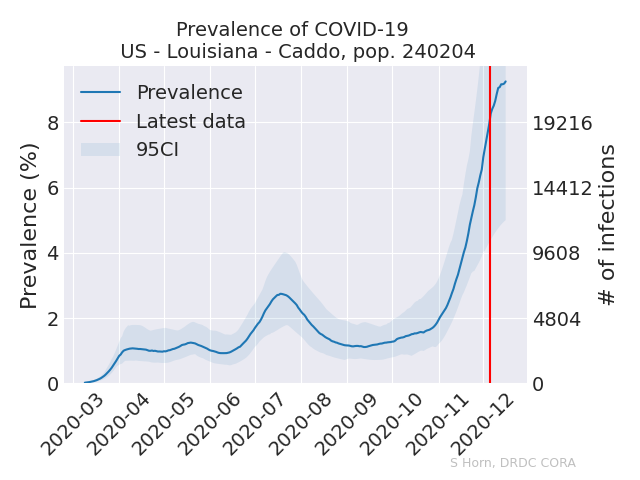 Prevalence of COVID-19
US - Louisiana - Caddo, pop. 240204
Prevalence
Latest data
95CI
Prevalence (%)
8
6
4
2
0
19216
14412
9608
4804
0
# of infections
2020-03
2020-04
2020-05
2020-06
2020-07
2020-08
2020-09
2020-10
2020-11
2020-12
S Horn, DRDC CORA